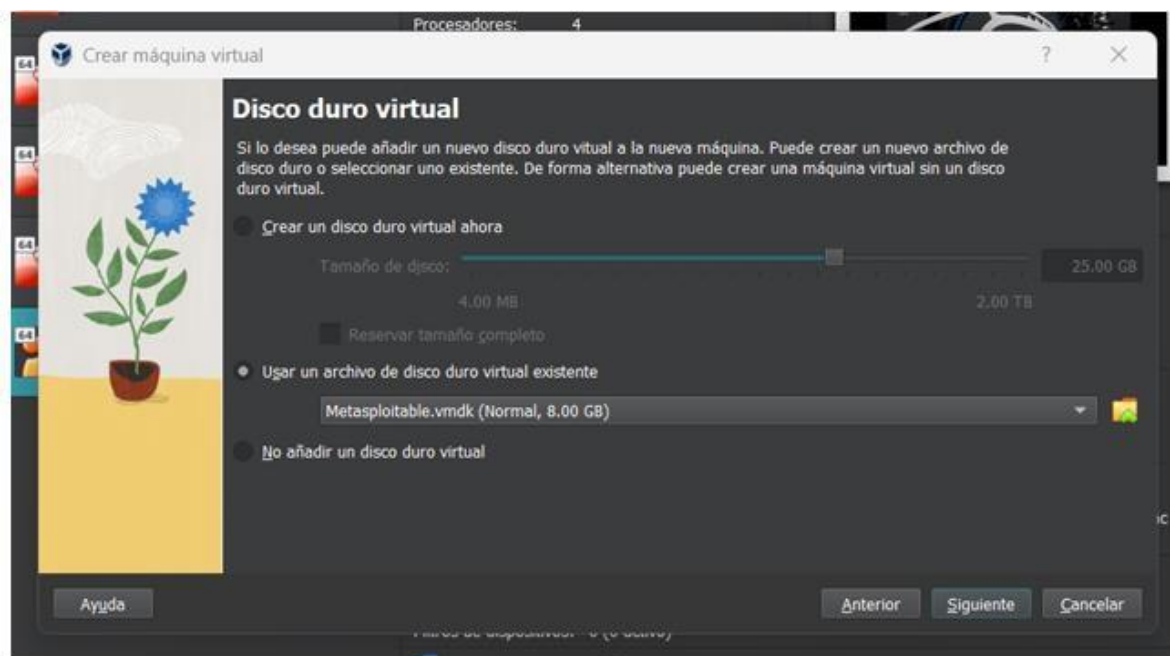 Procesadores: 4
64
Crear máquina virtual
?
Disco duro virtual
Si lo desea puede añadir un nuevo disco duro vitual a la nueva máquina. Puede crear un nuevo archivo de
disco duro o seleccionar uno existente. De forma alternativa puede crear una máquina virtual sin un disco
duro virtual.
64
Crear un disco duro virtual ahora
64
Tamaño de disco:
25.00 GB
4.00 MB
2.00 TB
64
Reservar tamaño completo
Usar un archivo de disco duro virtual existente
Metasploitable.vmdk (Normal, 8.00 GB)
No añadir un disco duro virtual
Ayuda
Anterior
Siguiente
Cancelar